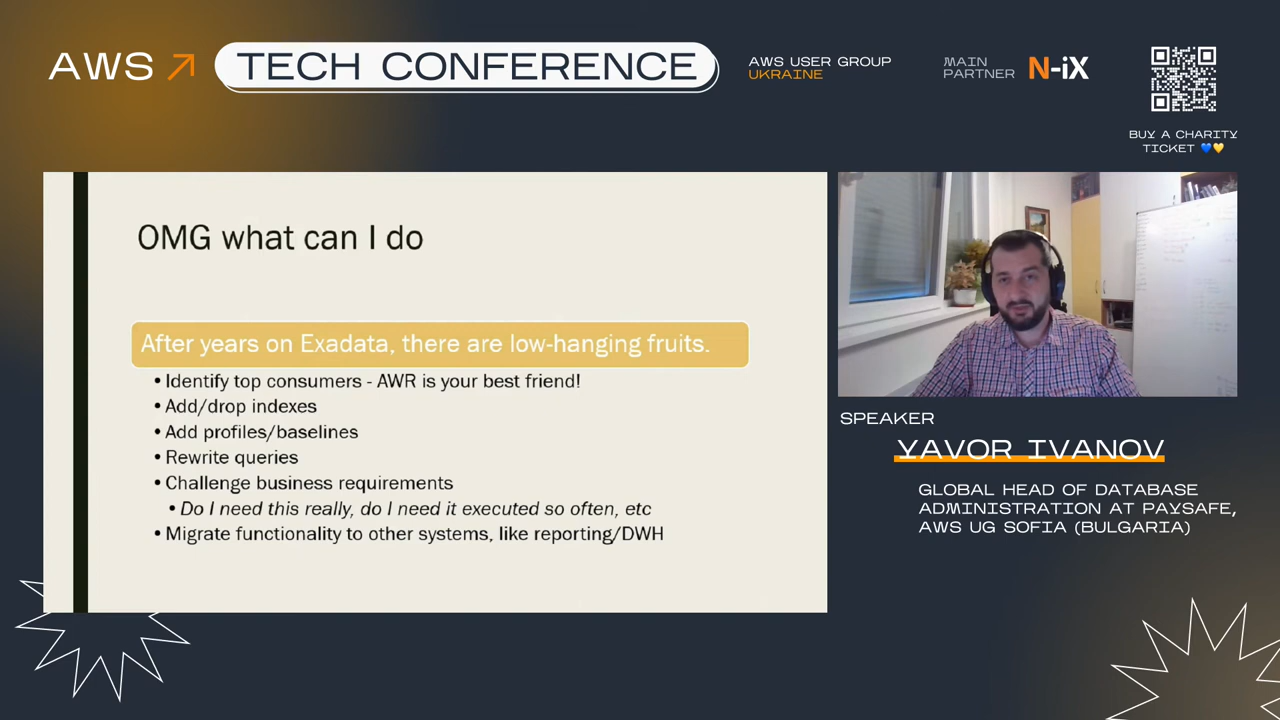 AWS TECH CONFERENCE
AWS USER GROUP
UKRAINE
MAIN
PARTNER
N-iX
BUY A CHARITY
TICKET 💙💛
OMG what can I do
After years on Exadata, there are low-hanging fruits.
• Identify top consumers - AWR is your best friend!
• Add/drop indexes
• Add profiles/baselines
• Rewrite queries
• Challenge business requirements
• Do I need this really, do I need it executed so often, etc
• Migrate functionality to other systems, like reporting/DWH
SPEAKER
YAVOR IVANOV
GLOBAL HEAD OF DATABASE
ADMINISTRATION AT PAYSAFE,
AWS UG SOFIA (BULGARIA)